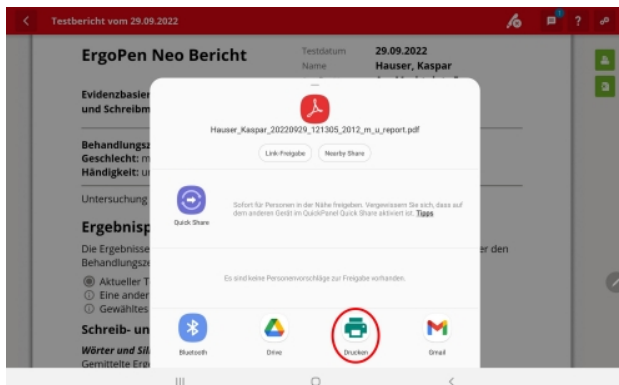 Testbericht vom 29.09.2022
ErgoPen Neo Bericht
Testdatum 29.09.2022
Name Hauser, Kaspar
Evidenzbasier
und Schreibm
Hauser_Kaspar_20220929_121305_2012_m_u_report.pdf
Link-Freigabe Nearby Share
Behandlungsz
Geschlecht: m
Händigkeit: u
Untersuchung
Quick Share
Sofort für Personen in der Nähe freigeben. Vergewissern Sie sich, dass auf
dem anderen Gerät im QuickPanel Quick Share aktiviert ist. Tipps
Ergebnisp
Die Ergebnisse er den
Behandlungsze
Es sind keine Personenvorschläge zur Freigabe vorhanden.
Aktueller T
Eine ander
Gewähltes
Schreib- un
Wörter und Sil
Gemittelte Erge
Bluetooth Drive Drucken Gmail